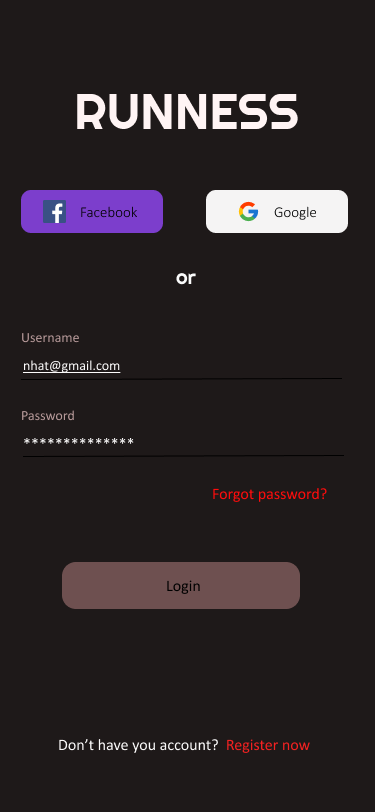 RUNNESS
Facebook
Google
or
Username
nhat@gmail.com
Password
**************
Forgot password?
Login
Don’t have you account? Register now